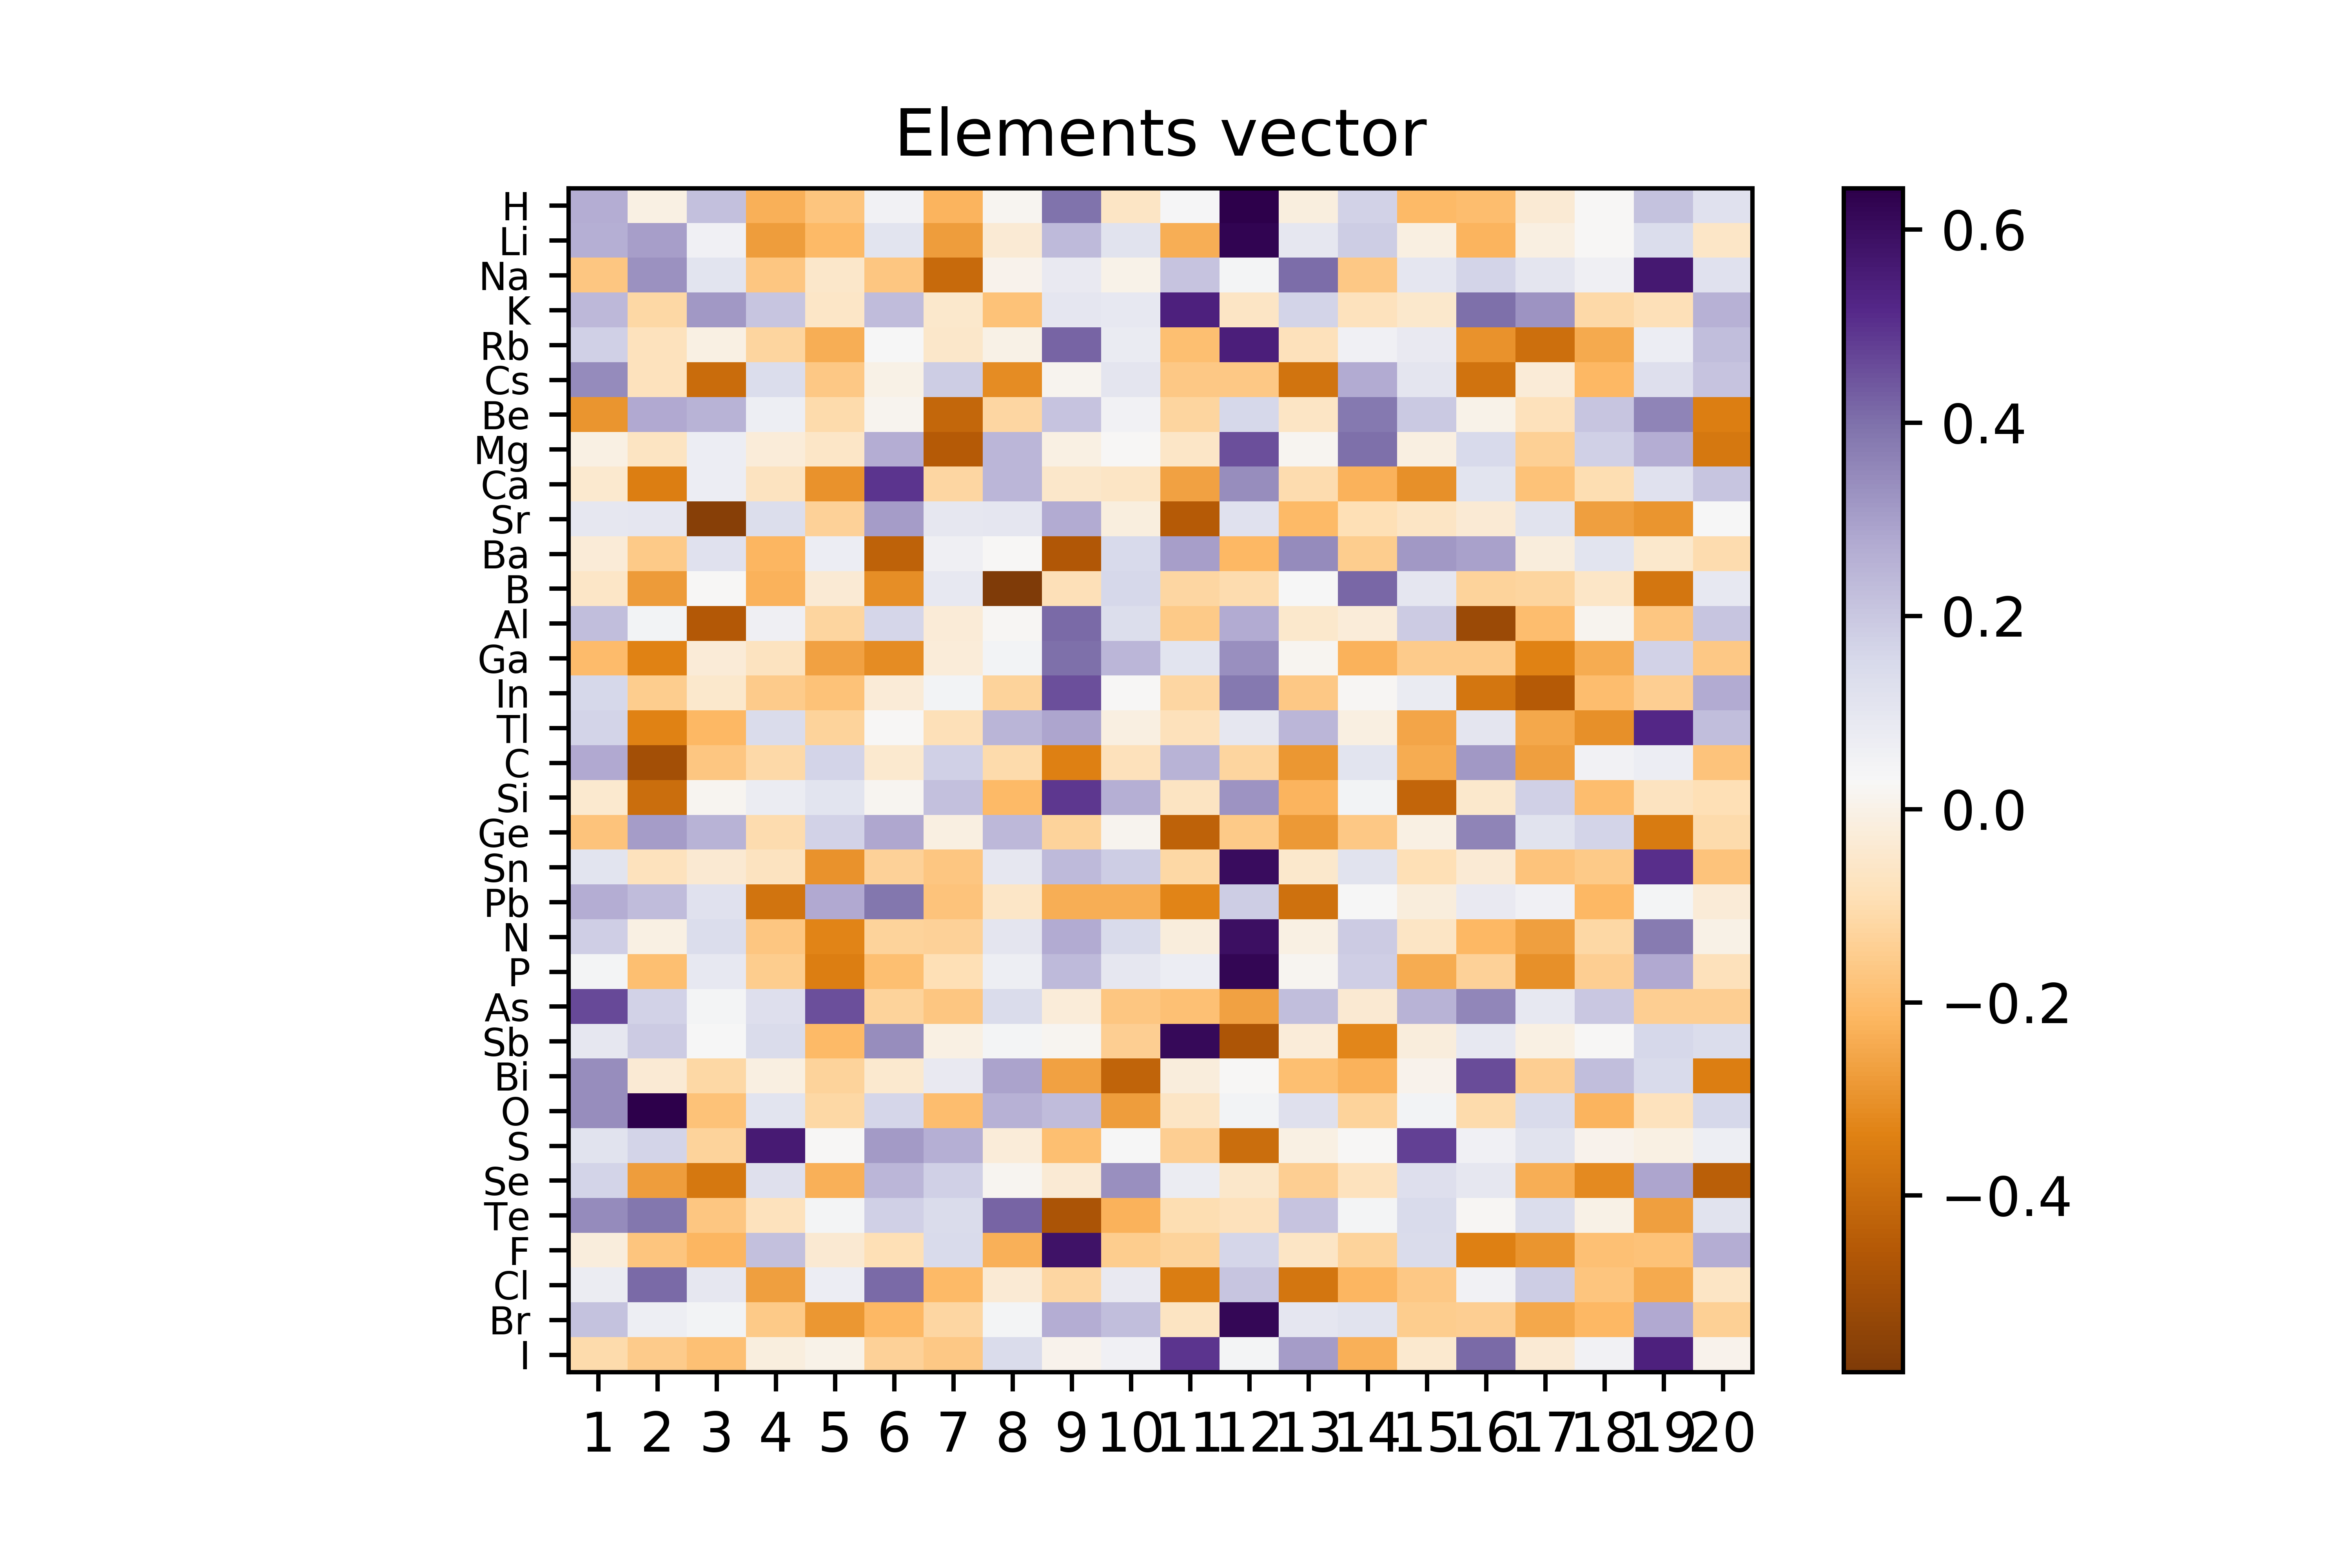 Elements vector
H
Li
Na
K
Rb
Cs
Be
Mg
Ca
Sr
Ba
B
Al
Ga
In
Tl
C
Si
Ge
Sn
Pb
N
P
As
Sb
Bi
O
S
Se
Te
F
Cl
Br
I
1 2 3 4 5 6 7 8 9 10 11 12 13 14 15 16 17 18 19 20
0.6
0.4
0.2
0.0
−0.2
−0.4